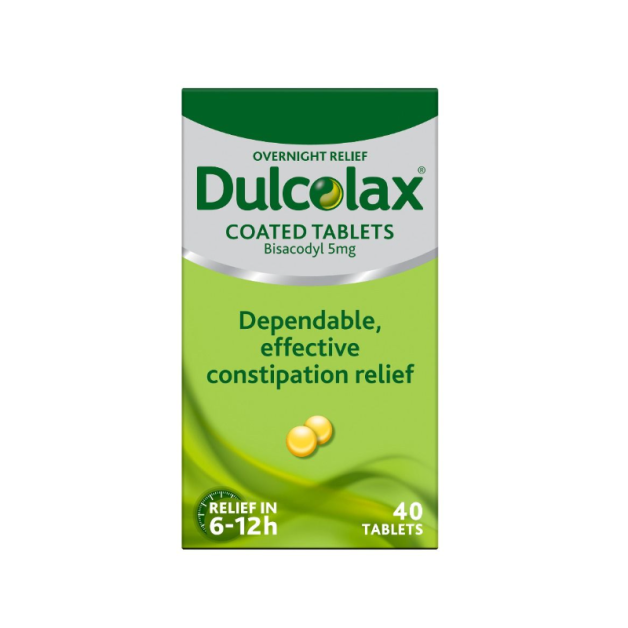 OVERNIGHT RELIEF
Dulcolax®
COATED TABLETS
Bisacodyl 5mg
Dependable,
effective
constipation relief
RELIEF IN
6-12h
40
TABLETS